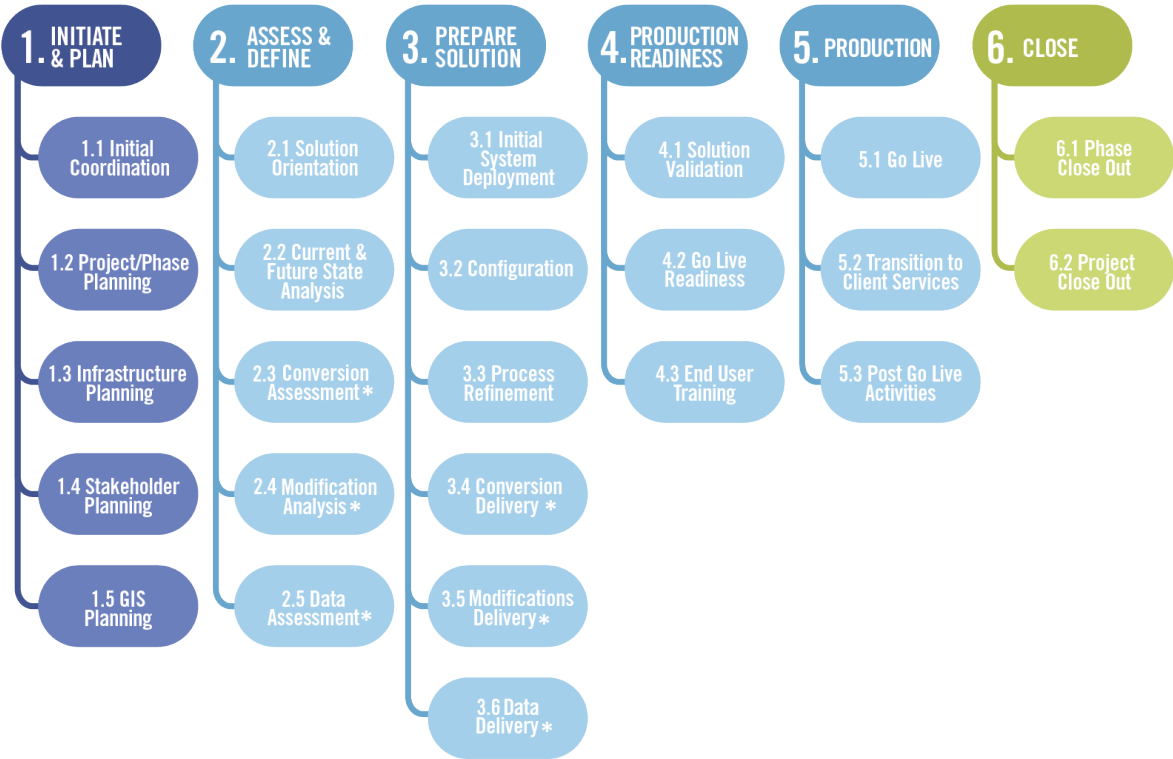 1. INITIATE
& PLAN
1.1 Initial
Coordination
1.2 Project/Phase
Planning
1.3 Infrastructure
Planning
1.4 Stakeholder
Planning
1.5 GIS
Planning
2. ASSESS &
DEFINE
2.1 Solution
Orientation
2.2 Current &
Future State
Analysis
2.3 Conversion
Assessment*
2.4 Modification
Analysis*
2.5 Data
Assessment*
3. PREPARE
SOLUTION
3.1 Initial
System
Deployment
3.2 Configuration
3.3 Process
Refinement
3.4 Conversion
Delivery *
3.5 Modifications
Delivery*
3.6 Data
Delivery*
4. PRODUCTION
READINESS
4.1 Solution
Validation
4.2 Go Live
Readiness
4.3 End User
Training
5. PRODUCTION
5.1 Go Live
5.2 Transition to
Client Services
5.3 Post Go Live
Activities
6. CLOSE
6.1 Phase
Close Out
6.2 Project
Close Out